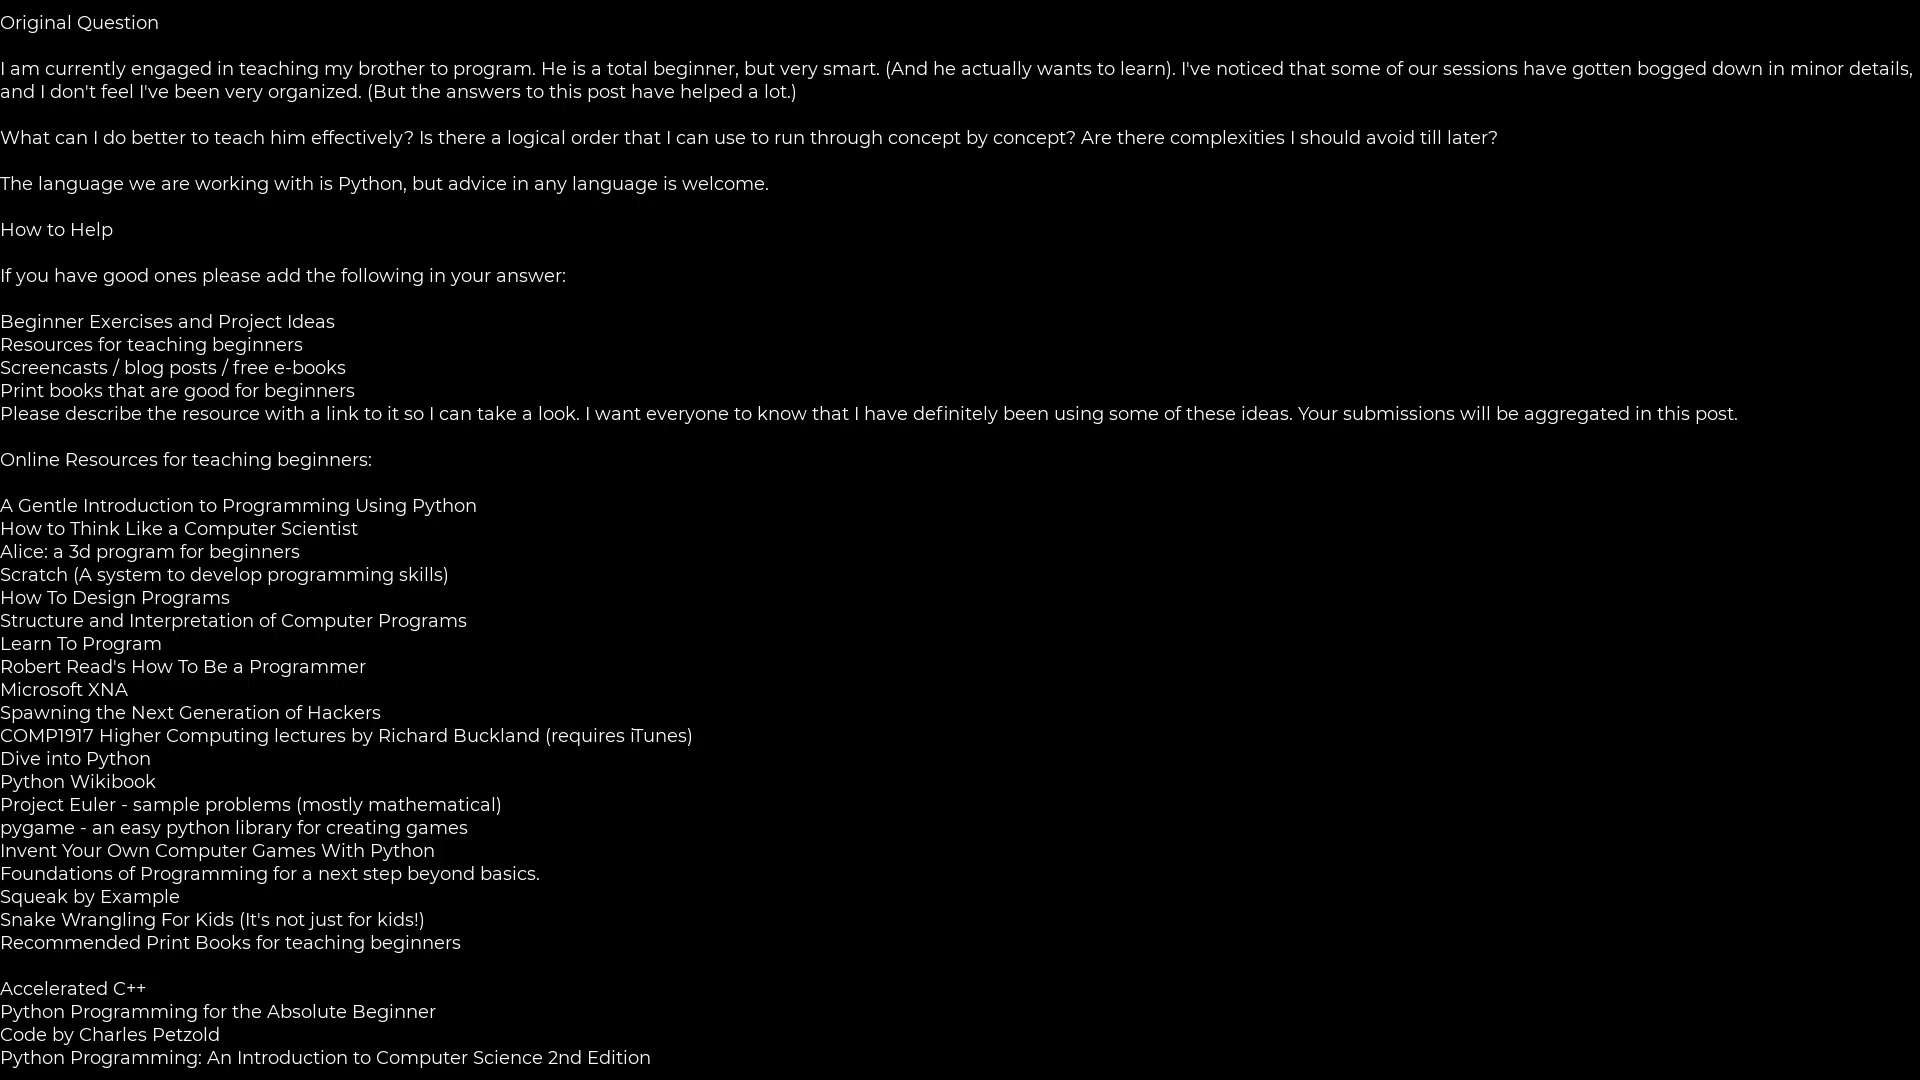 Original Question
I am currently engaged in teaching my brother to program. He is a total beginner, but very smart. (And he actually wants to learn). I've noticed that some of our sessions have gotten bogged down in minor details,
and I don't feel I've been very organized. (But the answers to this post have helped a lot.)
What can I do better to teach him effectively? Is there a logical order that I can use to run through concept by concept? Are there complexities I should avoid till later?
The language we are working with is Python, but advice in any language is welcome.
How to Help
If you have good ones please add the following in your answer:
Beginner Exercises and Project Ideas
Resources for teaching beginners
Screencasts / blog posts / free e-books
Print books that are good for beginners
Please describe the resource with a link to it so I can take a look. I want everyone to know that I have definitely been using some of these ideas. Your submissions will be aggregated in this post.
Online Resources for teaching beginners:
A Gentle Introduction to Programming Using Python
How to Think Like a Computer Scientist
Alice: a 3d program for beginners
Scratch (A system to develop programming skills)
How To Design Programs
Structure and Interpretation of Computer Programs
Learn To Program
Robert Read's How To Be a Programmer
Microsoft XNA
Spawning the Next Generation of Hackers
COMP1917 Higher Computing lectures by Richard Buckland (requires iTunes)
Dive into Python
Python Wikibook
Project Euler - sample problems (mostly mathematical)
pygame - an easy python library for creating games
Invent Your Own Computer Games With Python
Foundations of Programming for a next step beyond basics.
Squeak by Example
Snake Wrangling For Kids (It's not just for kids!)
Recommended Print Books for teaching beginners
Accelerated C++
Python Programming for the Absolute Beginner
Code by Charles Petzold
Python Programming: An Introduction to Computer Science 2nd Edition